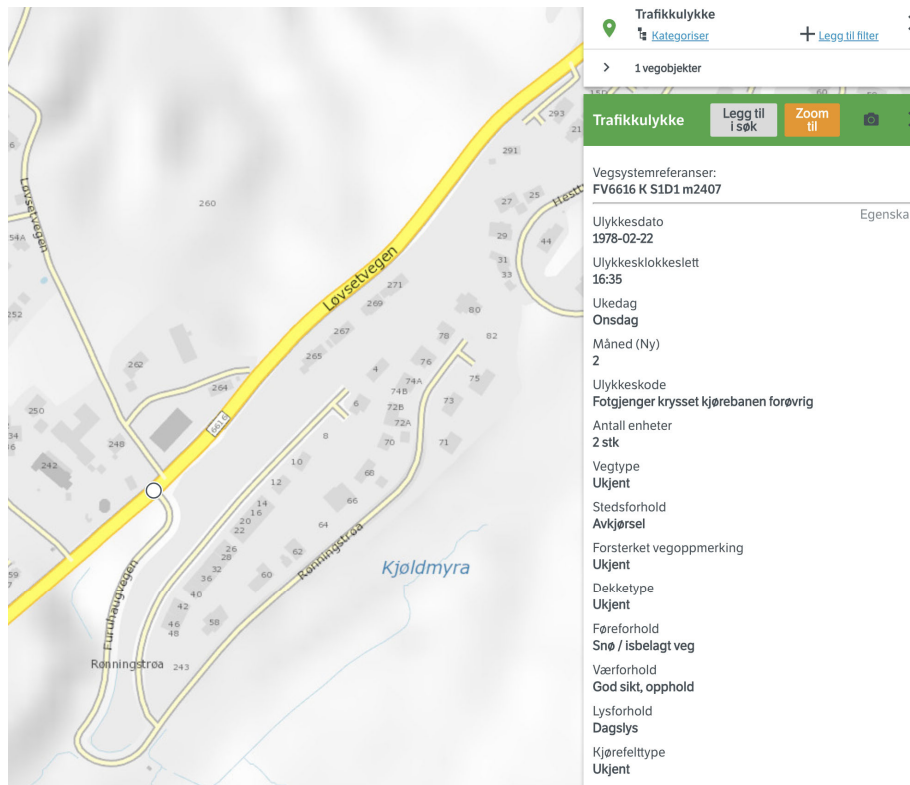 Trafikkulykke
Kategoriser
Legg til filter
1 vegobjekter
Trafikkulykke
Legg til i søk
Zoom til
Vegsystemreferanser:
FV6616 K S1D1 m2407
Egenska
Ulykkesdato
1978-02-22
Ulykkesklokkeslett
16:35
Ukedag
Onsdag
Måned (Ny)
2
Ulykkeskode
Fotgjenger krysset kjørebanen forøvrig
Antall enheter
2 stk
Vegtype
Ukjent
Stedsforhold
Avkjørsel
Forsterket vegoppmerking
Ukjent
Dekketype
Ukjent
Føreforhold
Snø / isbelagt veg
Værforhold
God sikt, opphold
Lysforhold
Dagslys
Kjørefelttype
Ukjent
293
21
291
6
Løvsetvegen
260
27
25
Hestt
54A
29
44
31
33
Løvsetvegen
271
269
252
80
267
78
82
265
76
262
4
74A
75
264
74B
250
6
72B
73
6616
72A
34
248
8
70
71
242
10
68
12
66
14
16
20
64
22
26
62
28
Rønningstrøa
32
60
Kjøldmyra
59
36
7
40
Furuhaugvegen
42
46
58
48
Rønningstrøa
243